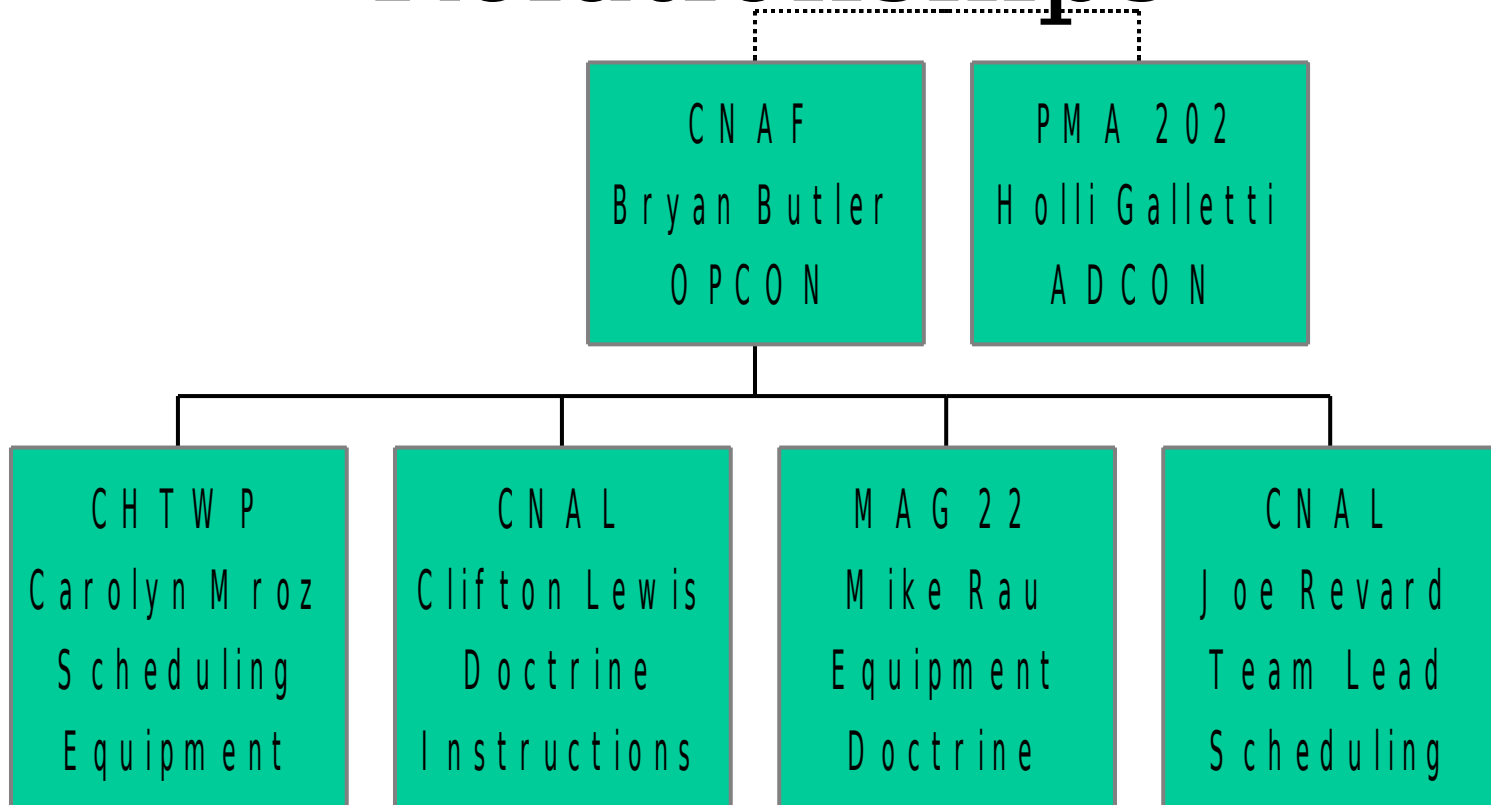 Relationships
CNAF
Bryan Butler
OPCON
PMA 202
Holli Galletti
ADCON
CHTWP
Carolyn Mroz
Scheduling
Equipment
CNAL
Clifton Lewis
Doctrine
Instructions
MAG 22
Mike Rau
Equipment
Doctrine
CNAL
Joe Revard
Team Lead
Scheduling